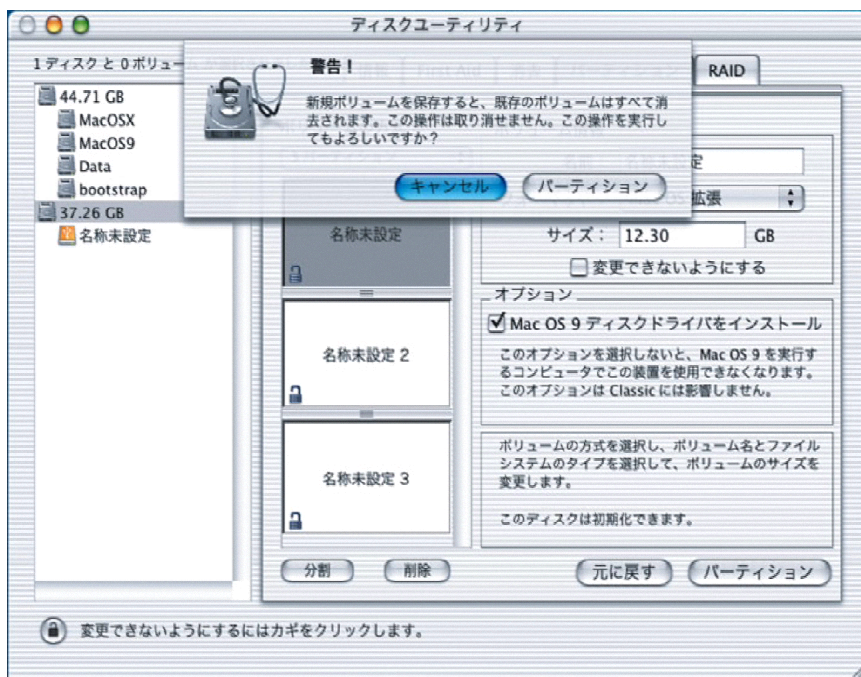 ディスクユーティリティ
1 ディスク と 0 ボリュー
RAID
警告！
新規ボリュームを保存すると、既存のボリュームはすべて消
去されます。この操作は取り消せません。この操作を実行し
てもよろしいですか？
キャンセル
パーティション
44.71 GB
MacOSX
MacOS9
Data
bootstrap
37.26 GB
名称未設定
定
拡張
名称未設定
サイズ： 12.30 GB
変更できないようにする
オプション
Mac OS 9 ディスクドライバをインストール
このオプションを選択しないと、Mac OS 9 を実行す
るコンピュータでこの装置を使用できなくなります。
このオプションは Classic には影響しません。
名称未設定 2
名称未設定 3
ボリュームの方式を選択し、ボリューム名とファイル
システムのタイプを選択して、ボリュームのサイズを
変更します。
このディスクは初期化できます。
分割
削除
元に戻す
パーティション
変更できないようにするにはカギをクリックします。